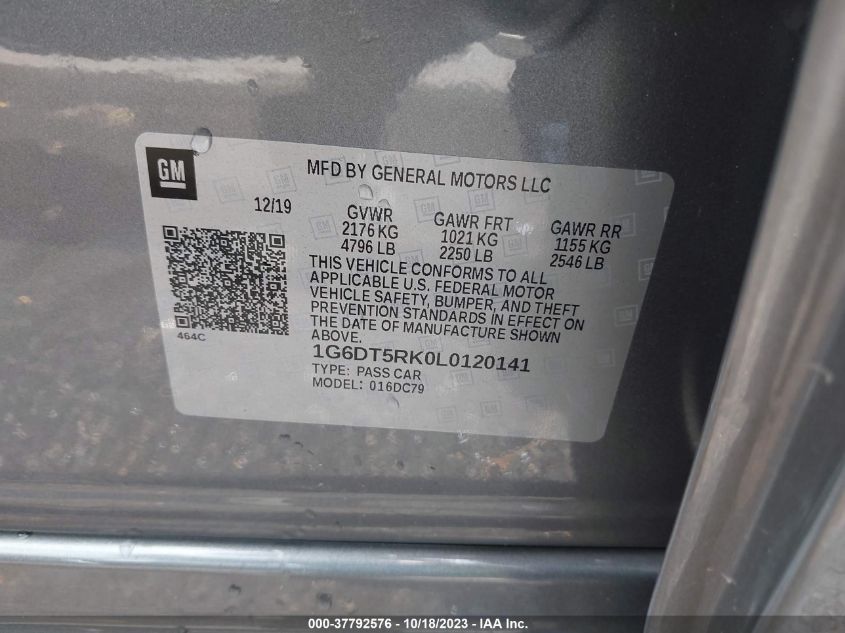 GM
MFD BY GENERAL MOTORS LLC
12/19
GVWR
2176 KG
4796 LB
GAWR FRT
1021 KG
2250 LB
GAWR RR
1155 KG
2546 LB
THIS VEHICLE CONFORMS TO ALL
APPLICABLE U.S. FEDERAL MOTOR
VEHICLE SAFETY, BUMPER, AND THEFT
PREVENTION STANDARDS IN EFFECT ON
THE DATE OF MANUFACTURE SHOWN
ABOVE.
464C
1G6DT5RK0L0120141
TYPE: PASS CAR
MODEL: 016DC79
000-37792576 - 10/18/2023 - IAA Inc.